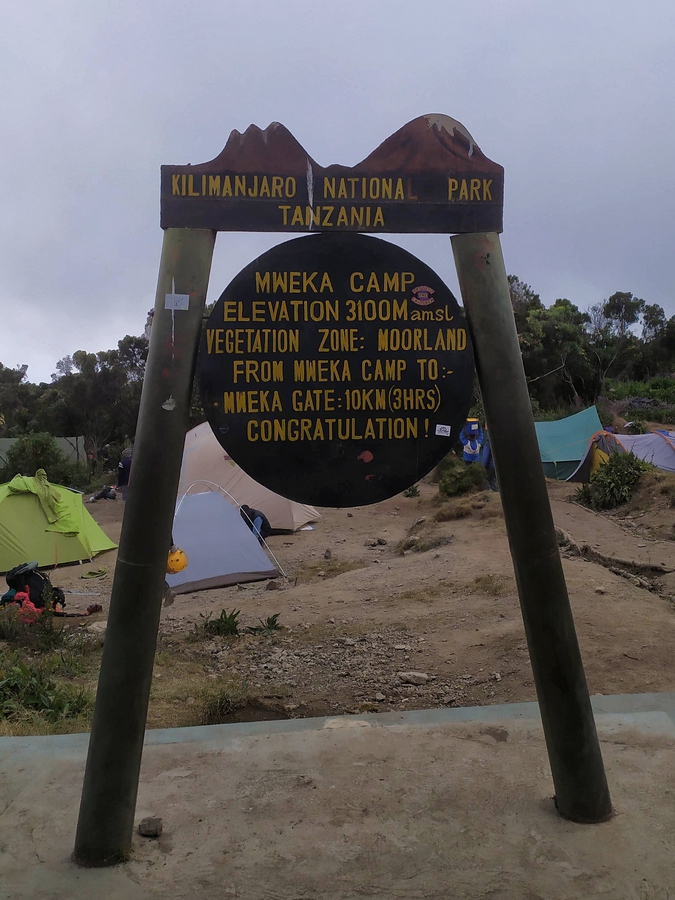 KILIMANJARO NATIONAL PARK
TANZANIA
MWEKA CAMP
ELEVATION 3100M amsl
VEGETATION ZONE: MOORLAND
FROM MWEKA CAMP TO:-
MWEKA GATE:10KM(3HRS)
CONGRATULATION!